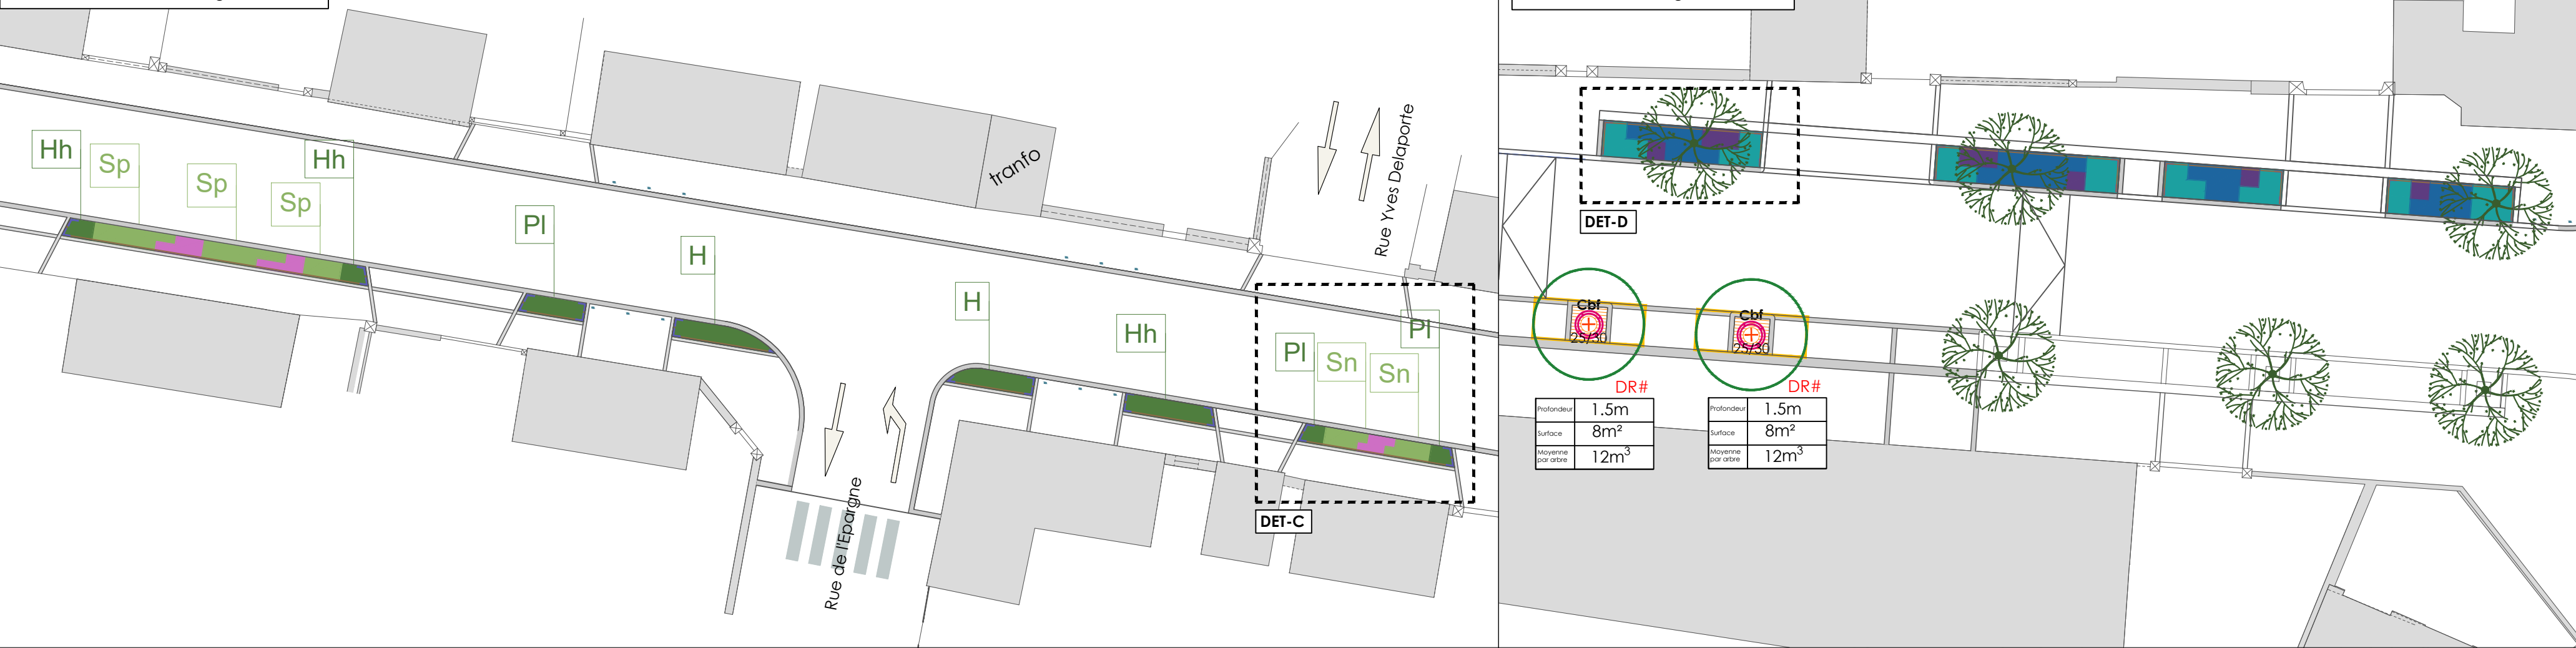 Hh
Sp
Sp
Sp
Hh
Pl
H
tranfo
Rue Yves Delaporte
H
Hh
Pl
Sn
Sn
Pl
DET-C
Rue de l'Epargne
DET-D
Cbf
25/30
DR#
Profondeur 1.5m
Surface 8m²
Moyenne
par arbre 12m³
Cbf
25/30
DR#
Profondeur 1.5m
Surface 8m²
Moyenne
par arbre 12m³